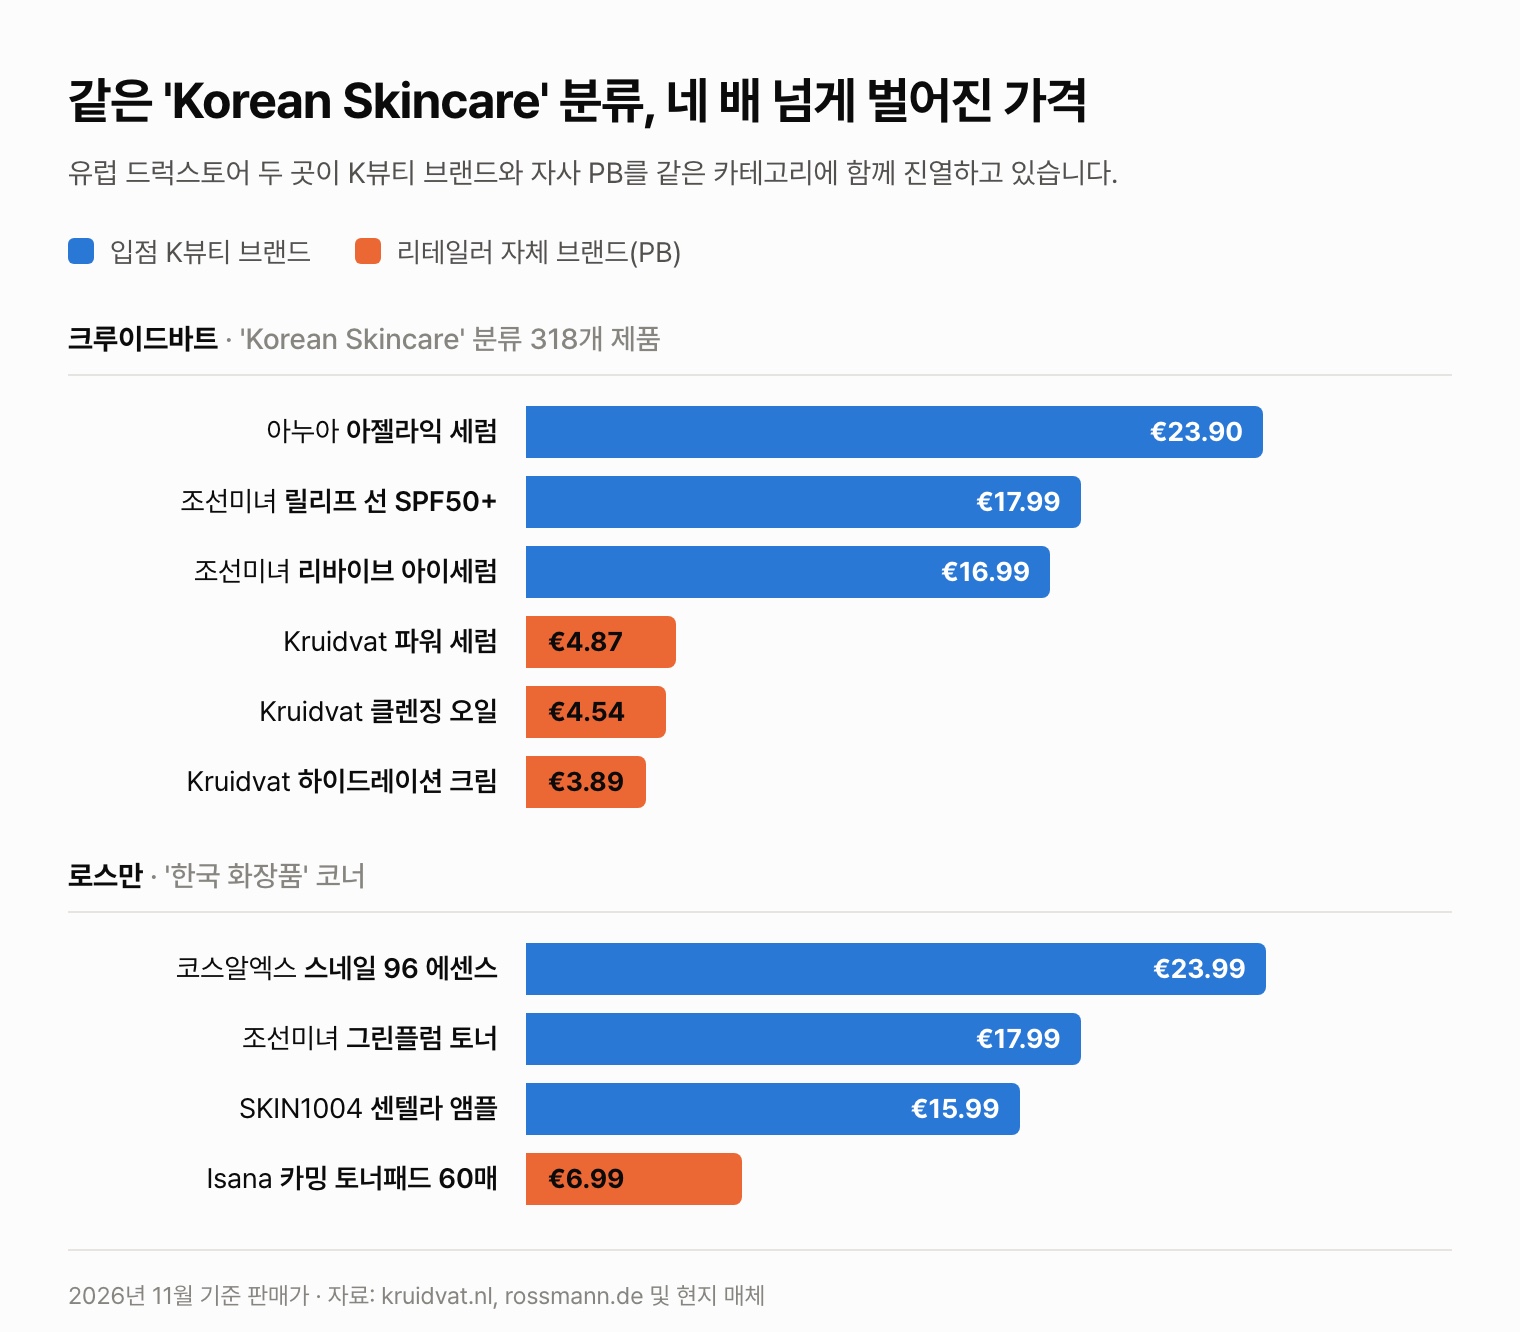 같은 'Korean Skincare' 분류, 네 배 넘게 벌어진 가격
유럽 드럭스토어 두 곳이 K뷰티 브랜드와 자사 PB를 같은 카테고리에 함께 진열하고 있습니다.
입점 K뷰티 브랜드 리테일러 자체 브랜드(PB)
크루이드바트 · 'Korean Skincare' 분류 318개 제품
아누아 아젤라익 세럼 €23.90
조선미녀 릴리프 선 SPF50+ €17.99
조선미녀 리바이브 아이세럼 €16.99
Kruidvat 파워 세럼 €4.87
Kruidvat 클렌징 오일 €4.54
Kruidvat 하이드레이션 크림 €3.89
로스만 · '한국 화장품' 코너
코스알엑스 스네일 96 에센스 €23.99
조선미녀 그린플럼 토너 €17.99
SKIN1004 센텔라 앰플 €15.99
Isana 카밍 토너패드 60매 €6.99
2026년 11월 기준 판매가 · 자료: kruidvat.nl, rossmann.de 및 현지 매체